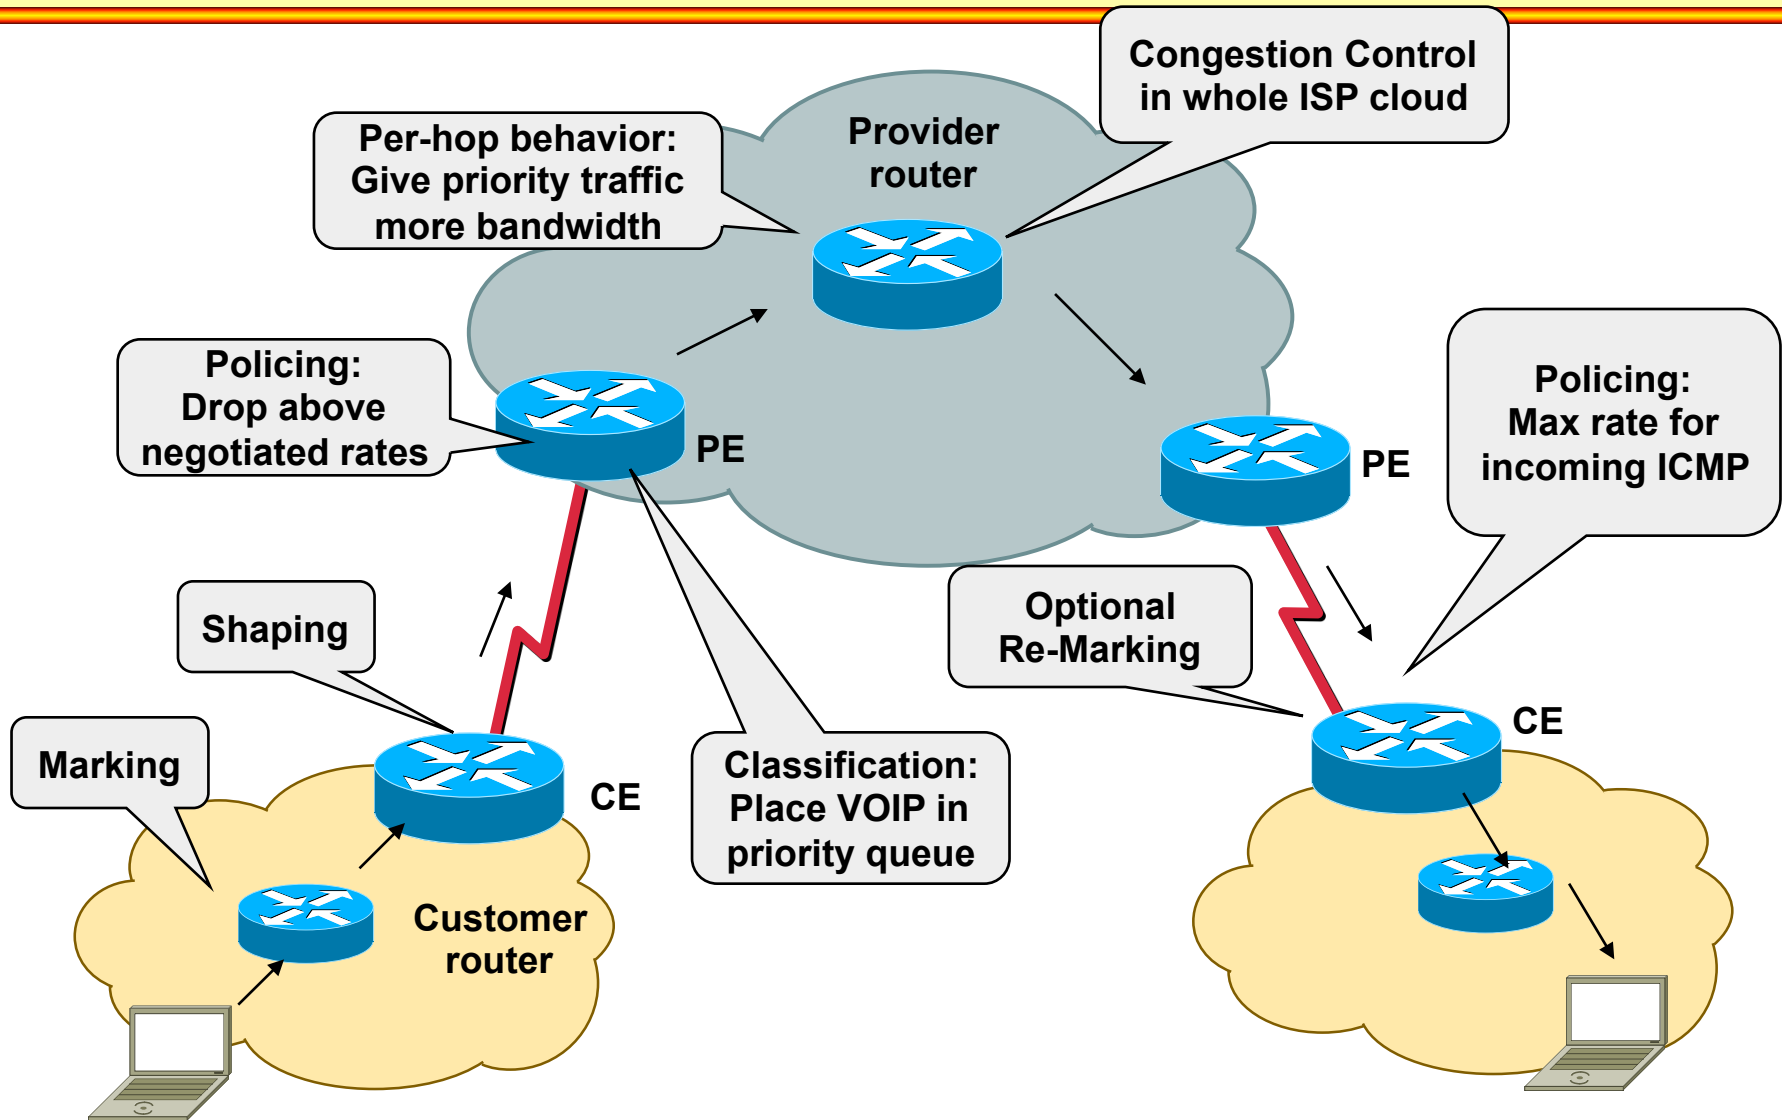 Congestion Control
in whole ISP cloud
Per-hop behavior:
Give priority traffic
more bandwidth
Provider
router
Policing:
Drop above
negotiated rates
PE
PE
Policing:
Max rate for
incoming ICMP
Shaping
Optional
Re-Marking
Marking
CE
Classification:
Place VOIP in
priority queue
CE
Customer
router